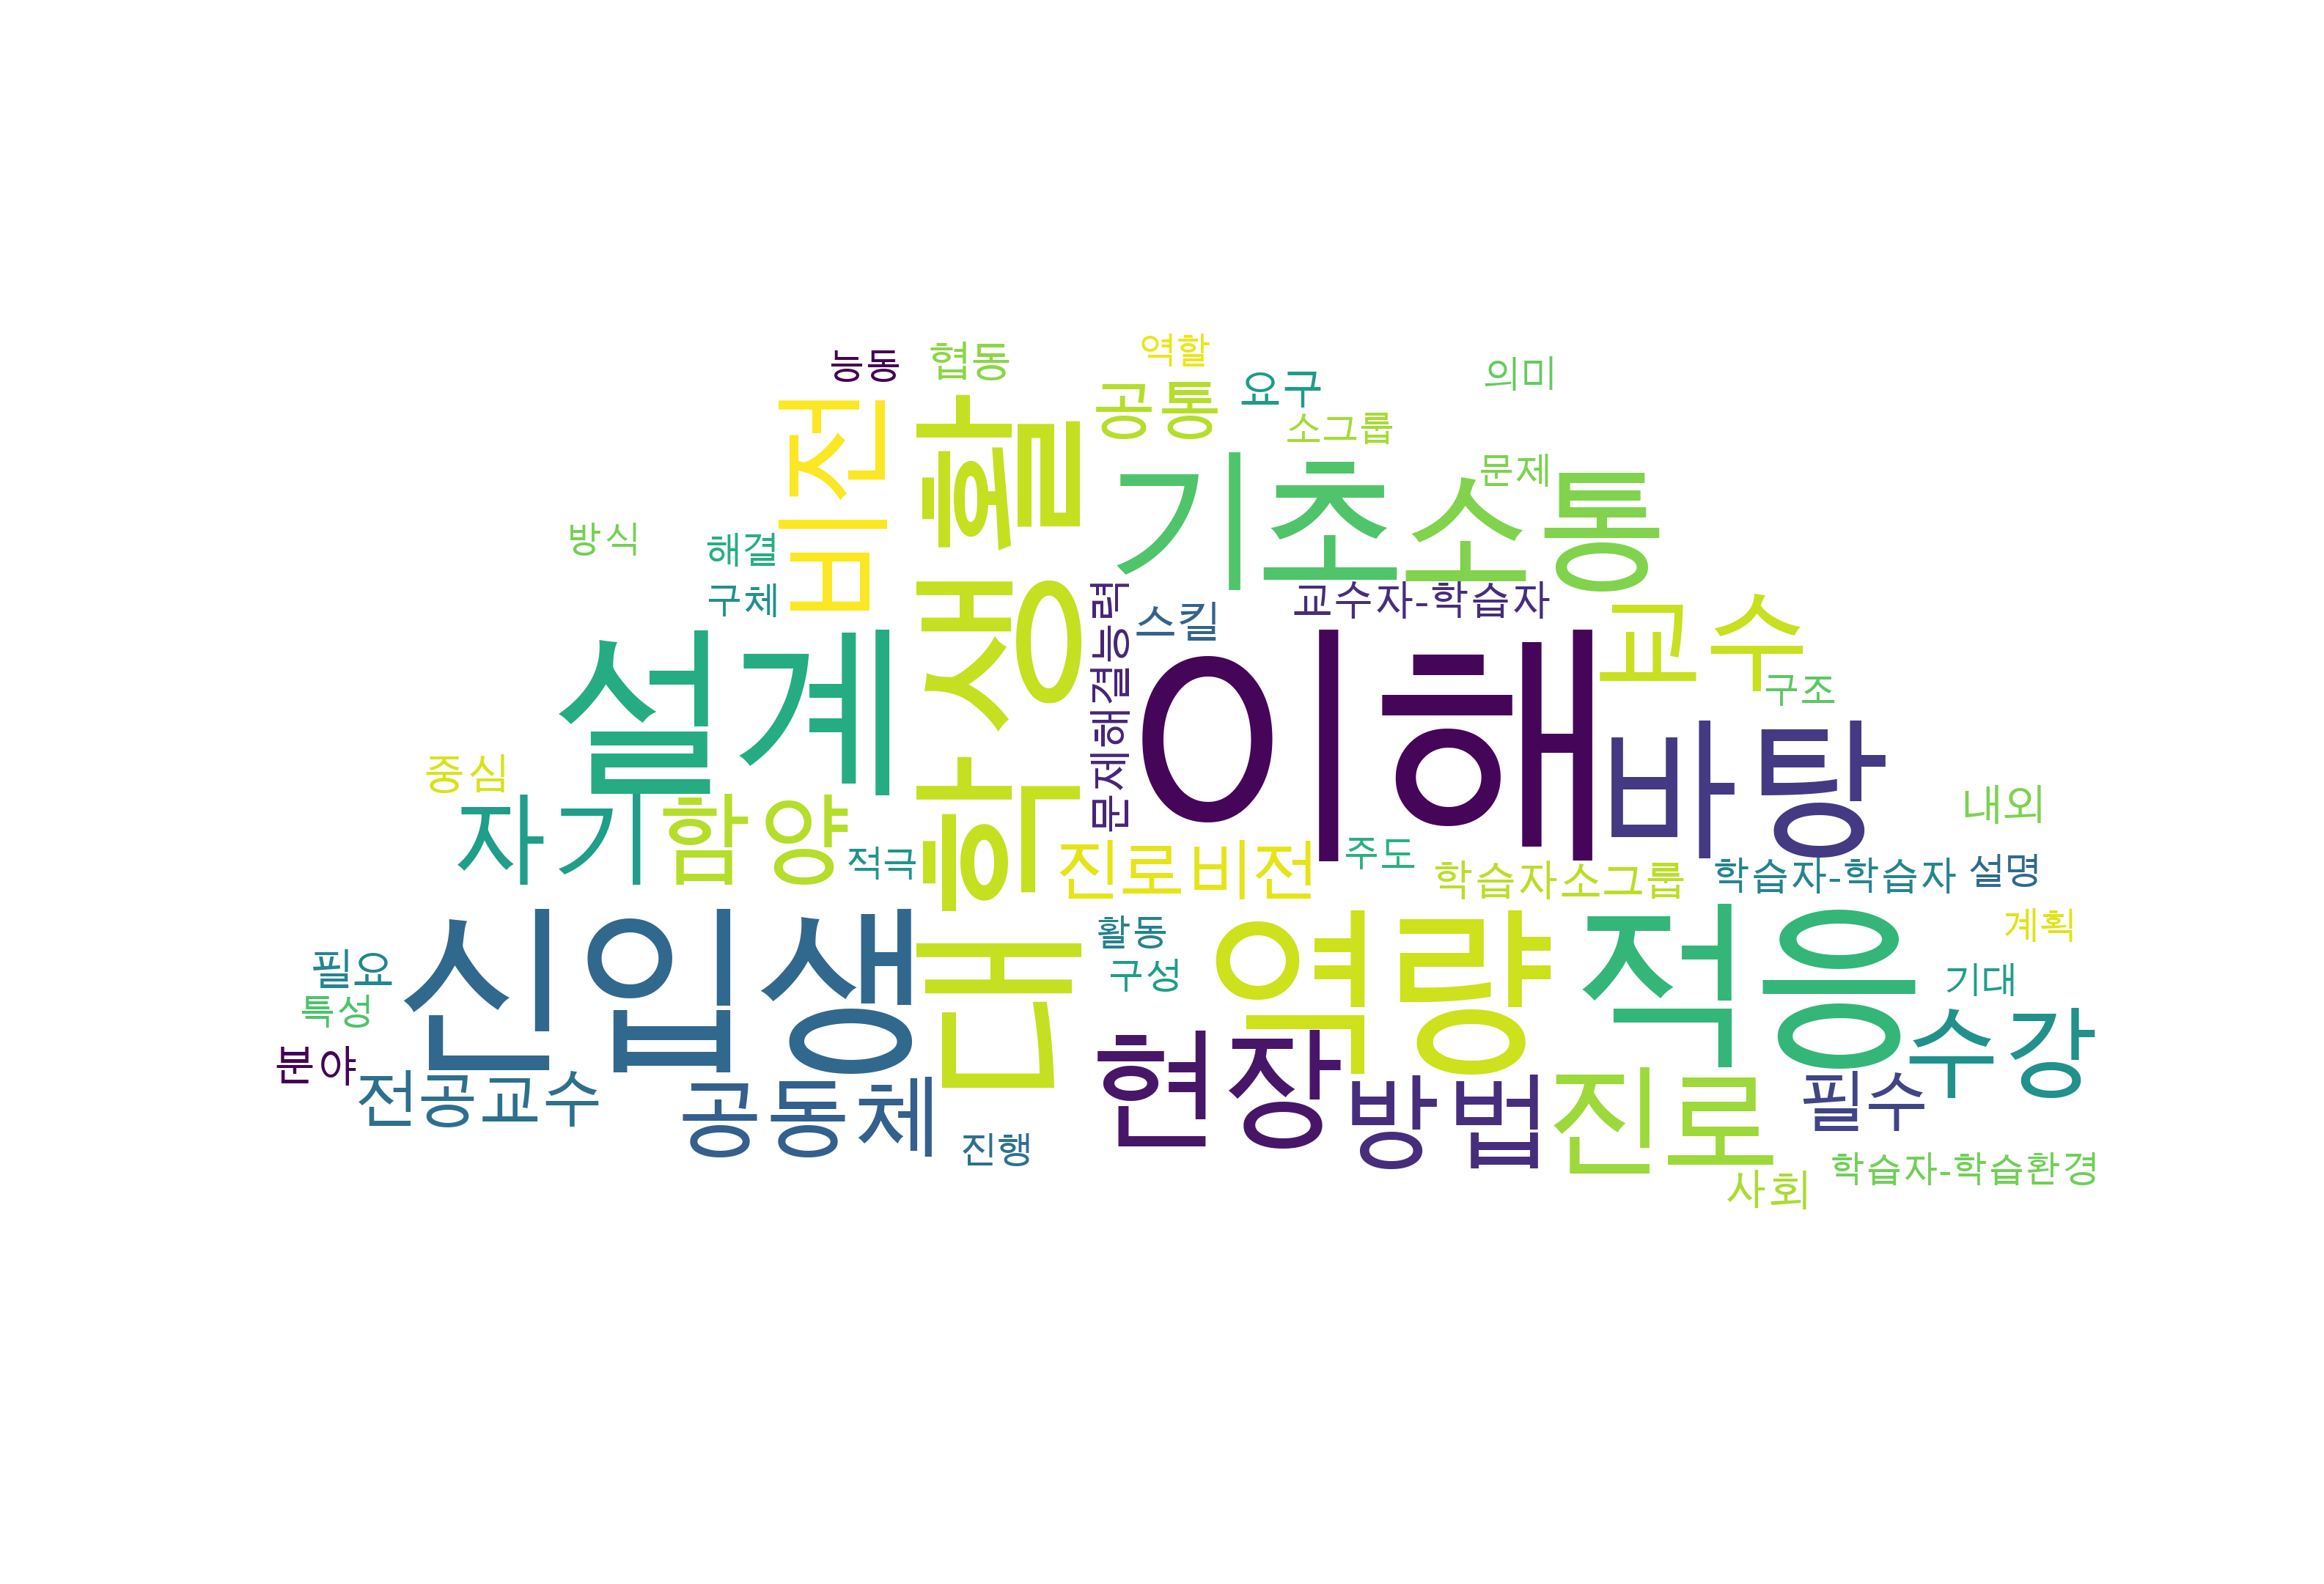 능동
협동
역할
요구
의미
공통
소그룹
비전
대학생활
기초
소통
문제
방식
해결
구체
스킬
교수자-학습자
교수
문제해결능력
설계
이해
구조
바탕
중심
내외
자기
함양
적극
진로비전
주도
학습자소그룹
학습자-학습자
설명
신입생
활동
역량
적응
계획
필요
구성
기대
특성
현장
수강
분야
전공교수
공동체
방법
진로
필수
진행
사회
학습자-학습환경